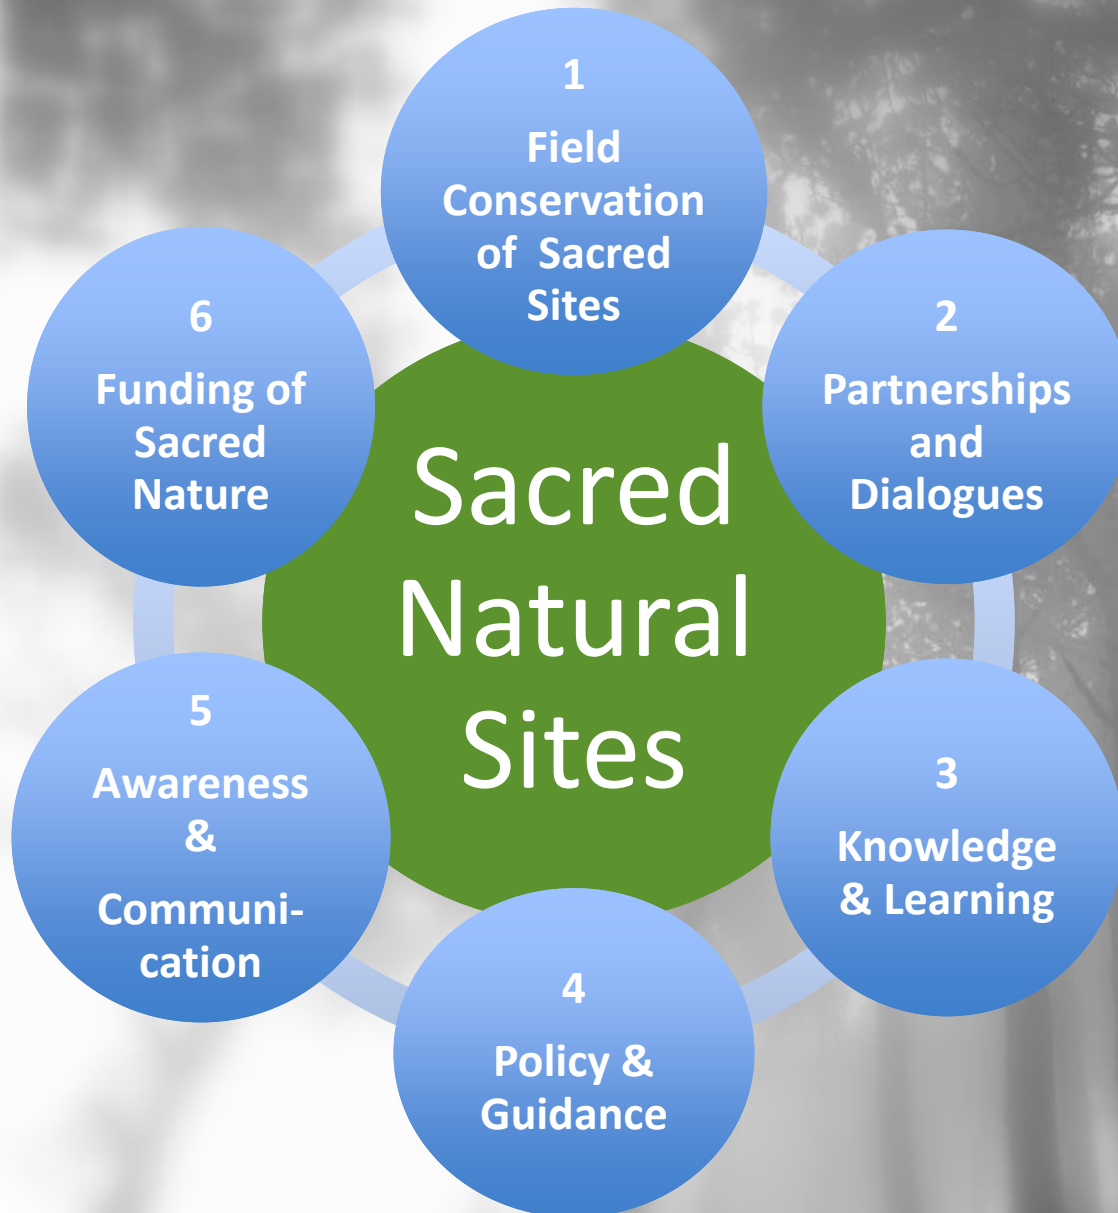 1
Field
Conservation
of Sacred
Sites
2
Partnerships
and
Dialogues
3
Knowledge
& Learning
4
Policy &
Guidance
5
Awareness
&
Communi-
cation
6
Funding of
Sacred
Nature
Sacred
Natural
Sites